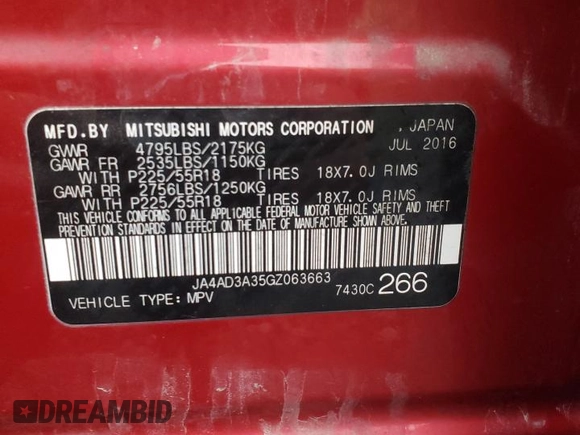 MFD.BY MITSUBISHI MOTORS CORPORATION , JAPAN
GVWR 4795LBS/2175KG JUL 2016
GAWR FR 2535LBS/1150KG
WITH P225/55R18 TIRES 18X7.0J RIMS
GAWR RR 2756LBS/1250KG
WITH P225/55R18 TIRES 18X7.0J RIMS
THIS VEHICLE CONFORMS TO ALL APPLICABLE FEDERAL MOTOR VEHICLE SAFETY AND THEFT
PREVENTION STANDARDS IN EFFECT ON THE DATE OF MANUFACTURE SHOWN ABOVE.
JA4AD3A35GZ063663
VEHICLE TYPE: MPV 7430C 266
DREAMBID